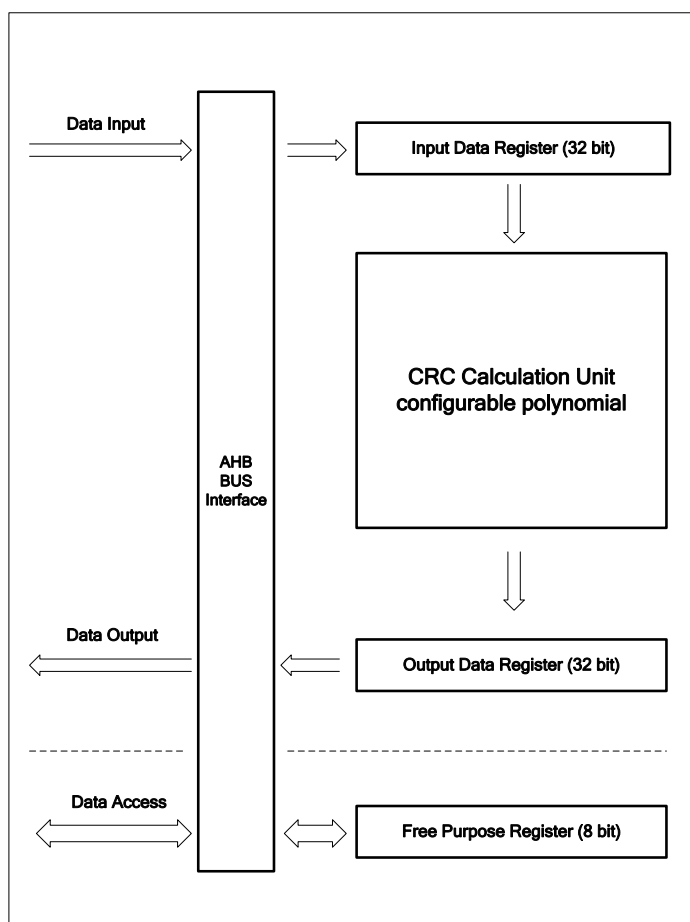 Data Input
Input Data Register (32 bit)
CRC Calculation Unit
configurable polynomial
AHB
BUS
Interface
Data Output
Output Data Register (32 bit)
Data Access
Free Purpose Register (8 bit)